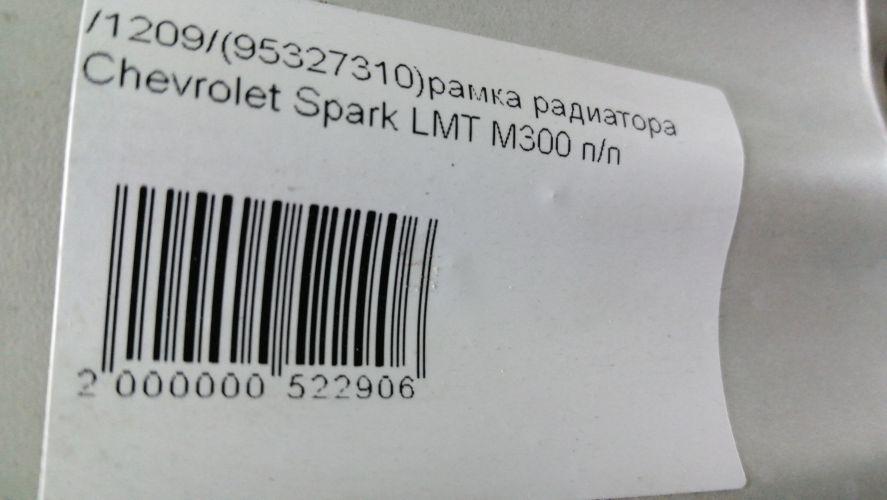 /1209/(95327310)рамка радиатора
Chevrolet Spark LMT M300 п/п
2 000000 522906